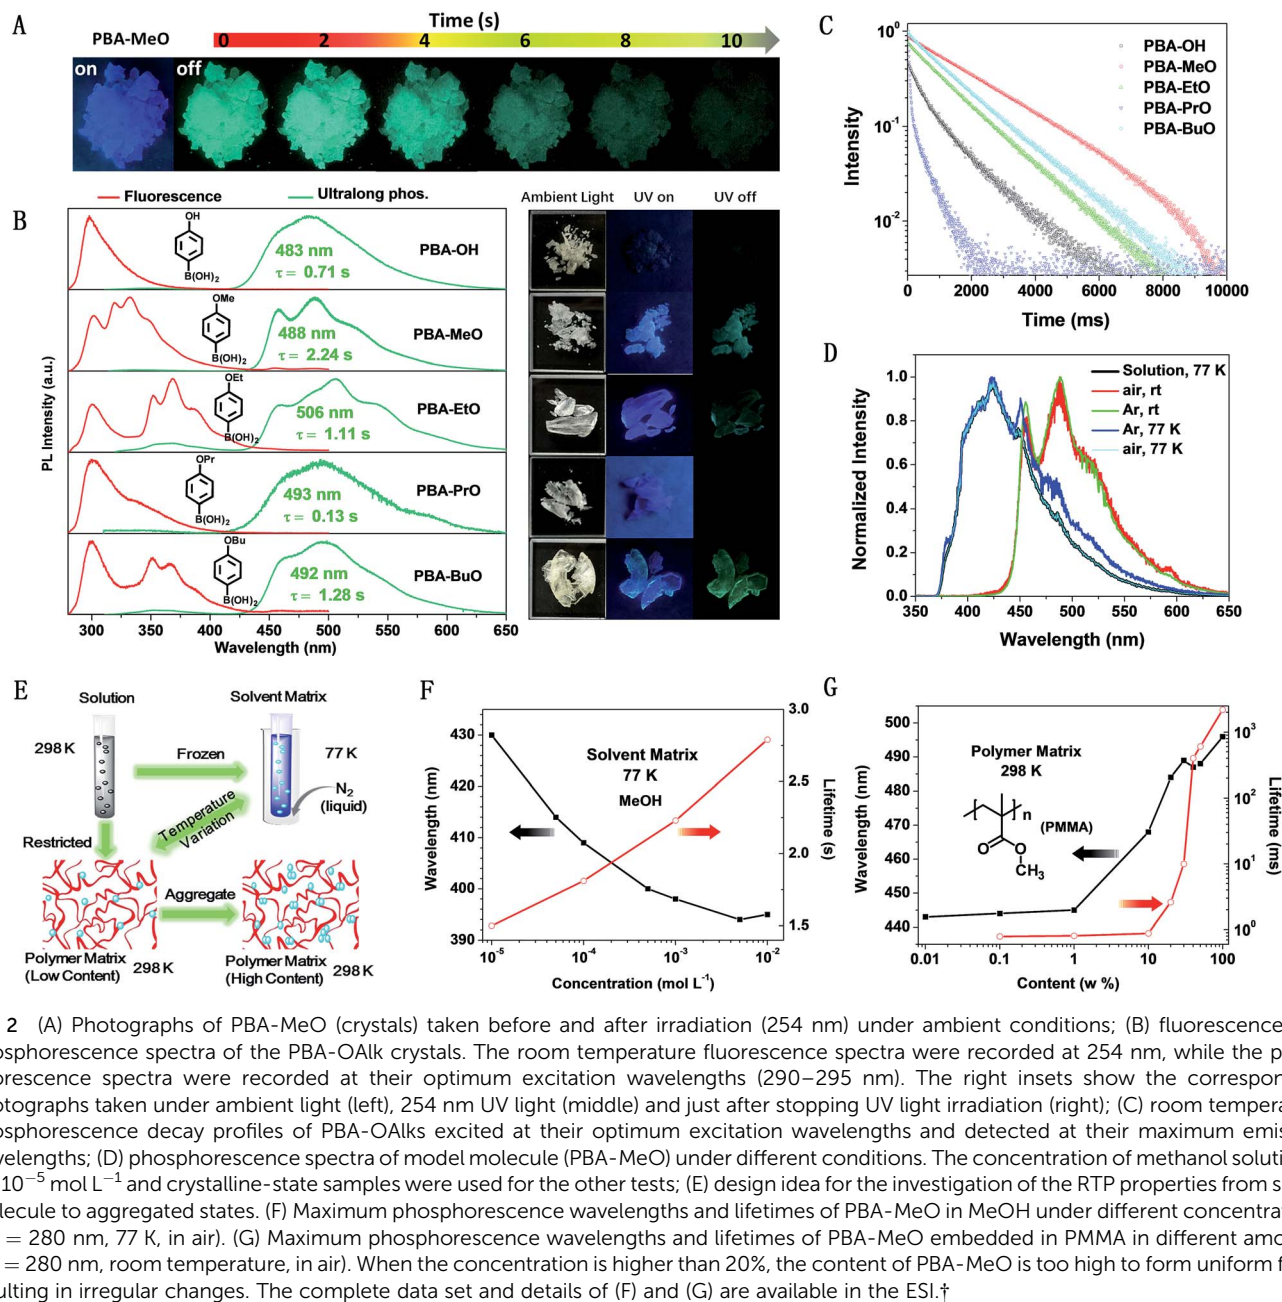 A
Time (s)
PBA-MeO
0 2 4 6 8 10
on off
B
Fluorescence
Ultralong phos.
Ambient Light UV on UV off
PL Intensity (a.u.)
OH
B(OH)2
483 nm
τ = 0.71 s
PBA-OH
OMe
B(OH)2
488 nm
τ = 2.24 s
PBA-MeO
OEt
B(OH)2
506 nm
τ = 1.11 s
PBA-EtO
OPr
B(OH)2
493 nm
τ = 0.13 s
PBA-PrO
OBu
B(OH)2
492 nm
τ = 1.28 s
PBA-BuO
300 350 400 450 500 550 600 650
Wavelength (nm)
C
Intensity
10⁰
10⁻¹
10⁻²
PBA-OH
PBA-MeO
PBA-EtO
PBA-PrO
PBA-BuO
0 2000 4000 6000 8000 10000
Time (ms)
D
Normalized Intensity
1.0
0.8
0.6
0.4
0.2
0.0
Solution, 77 K
air, rt
Ar, rt
Ar, 77 K
air, 77 K
350 400 450 500 550 600 650
Wavelength (nm)
E
Solution
Solvent Matrix
298 K
Frozen
77 K
N2
(liquid)
Temperature
Variation
Restricted
Aggregate
Polymer Matrix
(Low Content)
298 K
Polymer Matrix
(High Content)
298 K
F
Wavelength (nm)
430
420
410
400
390
Solvent Matrix
77 K
MeOH
3.0
2.5
2.0
1.5
Lifetime (s)
10⁻⁵ 10⁻⁴ 10⁻³ 10⁻²
Concentration (mol L⁻¹)
G
Wavelength (nm)
500
490
480
470
460
450
440
Polymer Matrix
298 K
n
(PMMA)
O O
CH3
10³
10²
10¹
10⁰
Lifetime (ms)
0.01 0.1 1 10 100
Content (w %)
2 (A) Photographs of PBA-MeO (crystals) taken before and after irradiation (254 nm) under ambient conditions; (B) fluorescence
osphorescence spectra of the PBA-OAlk crystals. The room temperature fluorescence spectra were recorded at 254 nm, while the p
orescence spectra were recorded at their optimum excitation wavelengths (290–295 nm). The right insets show the correspon
otographs taken under ambient light (left), 254 nm UV light (middle) and just after stopping UV light irradiation (right); (C) room tempera
osphorescence decay profiles of PBA-OAlks excited at their optimum excitation wavelengths and detected at their maximum emis
velengths; (D) phosphorescence spectra of model molecule (PBA-MeO) under different conditions. The concentration of methanol soluti
10⁻⁵ mol L⁻¹ and crystalline-state samples were used for the other tests; (E) design idea for the investigation of the RTP properties from s
lecule to aggregated states. (F) Maximum phosphorescence wavelengths and lifetimes of PBA-MeO in MeOH under different concentrat
= 280 nm, 77 K, in air). (G) Maximum phosphorescence wavelengths and lifetimes of PBA-MeO embedded in PMMA in different amo
= 280 nm, room temperature, in air). When the concentration is higher than 20%, the content of PBA-MeO is too high to form uniform f
ulting in irregular changes. The complete data set and details of (F) and (G) are available in the ESI.†